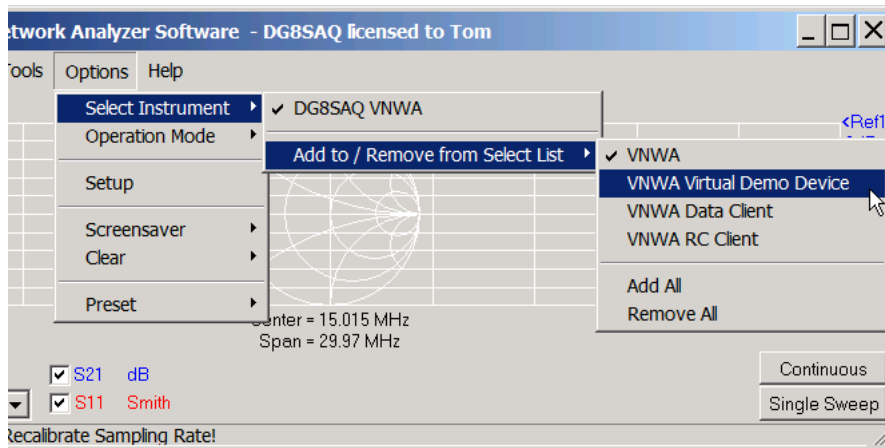 etwork Analyzer Software - DG8SAQ licensed to Tom
Tools Options Help
Select Instrument
Operation Mode
Setup
Screensaver
Clear
Preset
DG8SAQ VNWA
Add to / Remove from Select List
VNWA
VNWA Virtual Demo Device
VNWA Data Client
VNWA RC Client
Add All
Remove All
<Ref1
Center = 15.015 MHz
Span = 29.97 MHz
S21 dB
S11 Smith
Continuous
Single Sweep
Recalibrate Sampling Rate!